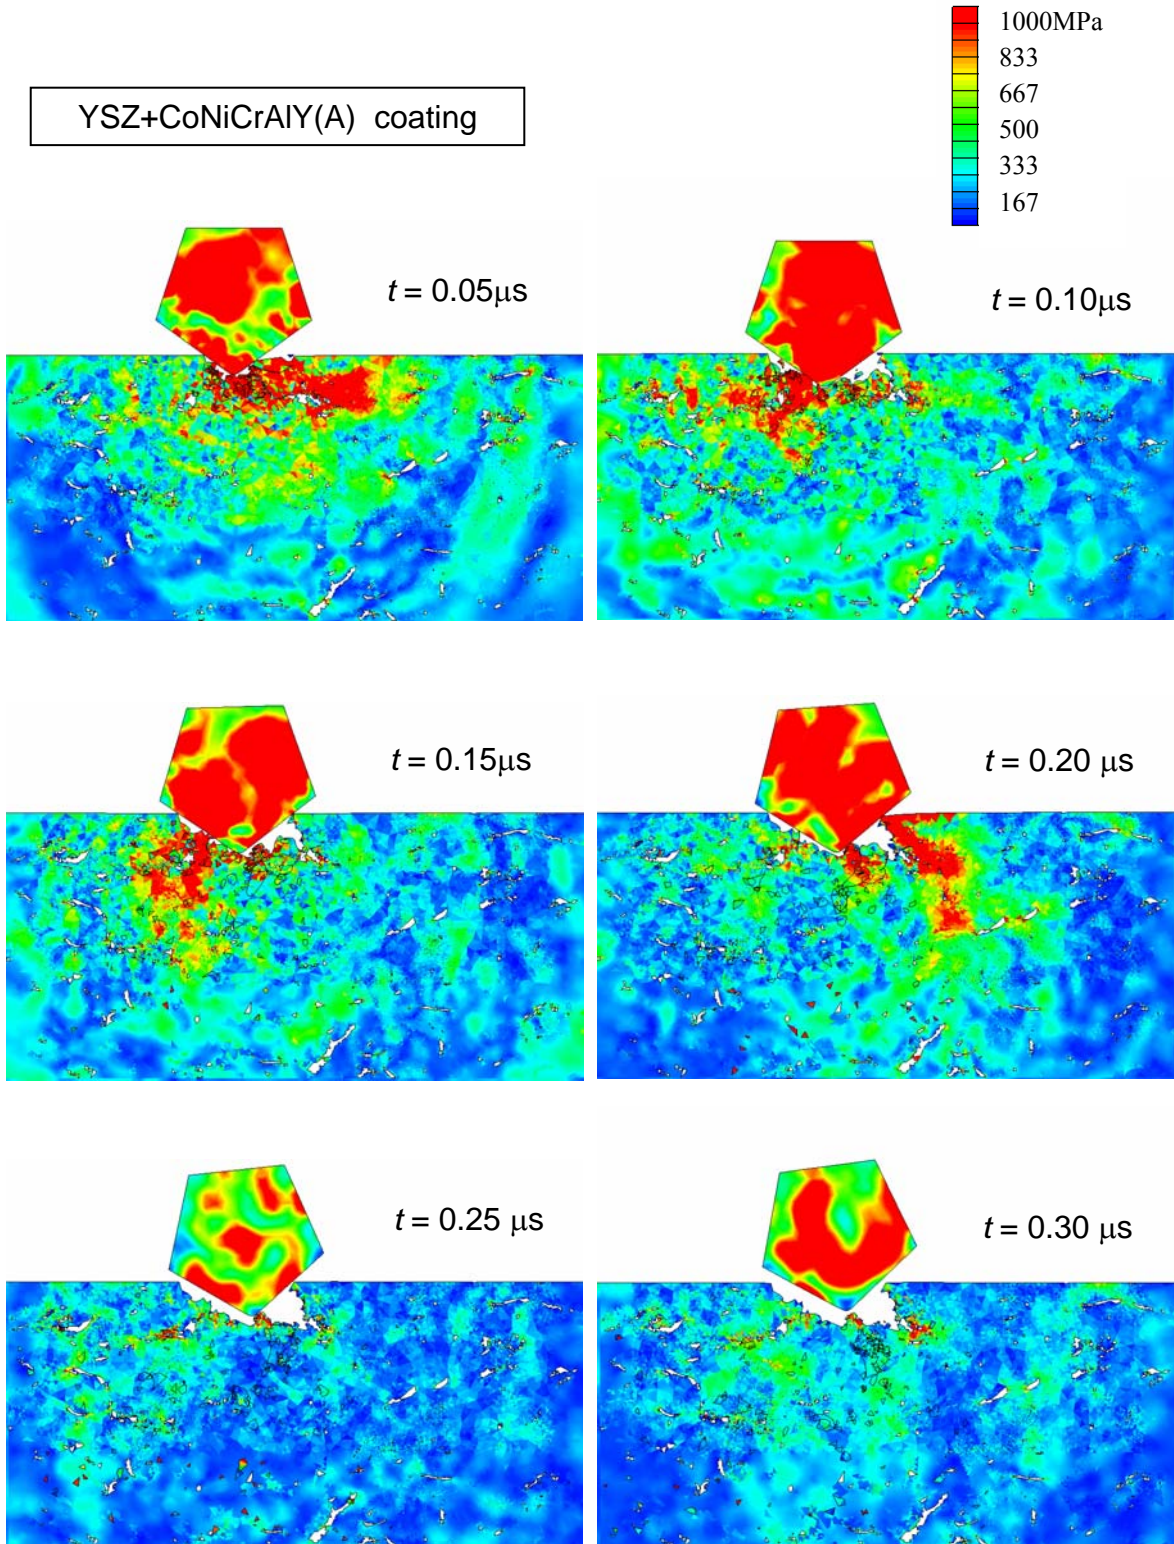 1000MPa
833
667
500
333
167
YSZ+CoNiCrAlY(A) coating
t = 0.05μs
t = 0.10μs
t = 0.15μs
t = 0.20 μs
t = 0.25 μs
t = 0.30 μs